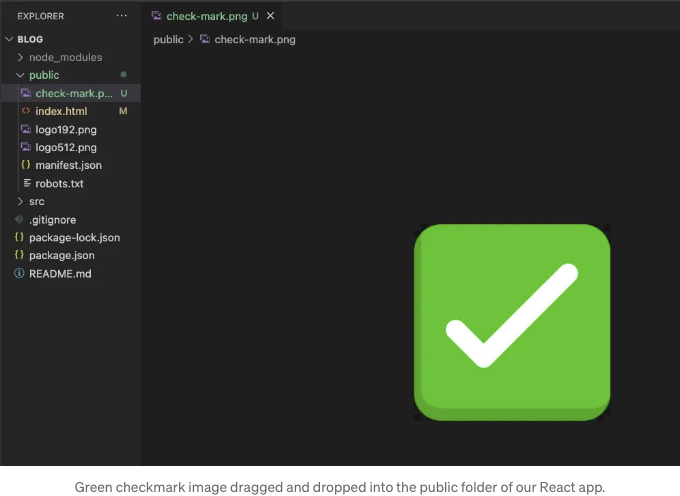 EXPLORER ···
check-mark.png U ×
BLOG
public > check-mark.png
> node_modules
public
check-mark.p... U
<> index.html M
logo192.png
logo512.png
{} manifest.json
robots.txt
> src
.gitignore
{} package-lock.json
{} package.json
README.md
Green checkmark image dragged and dropped into the public folder of our React app.